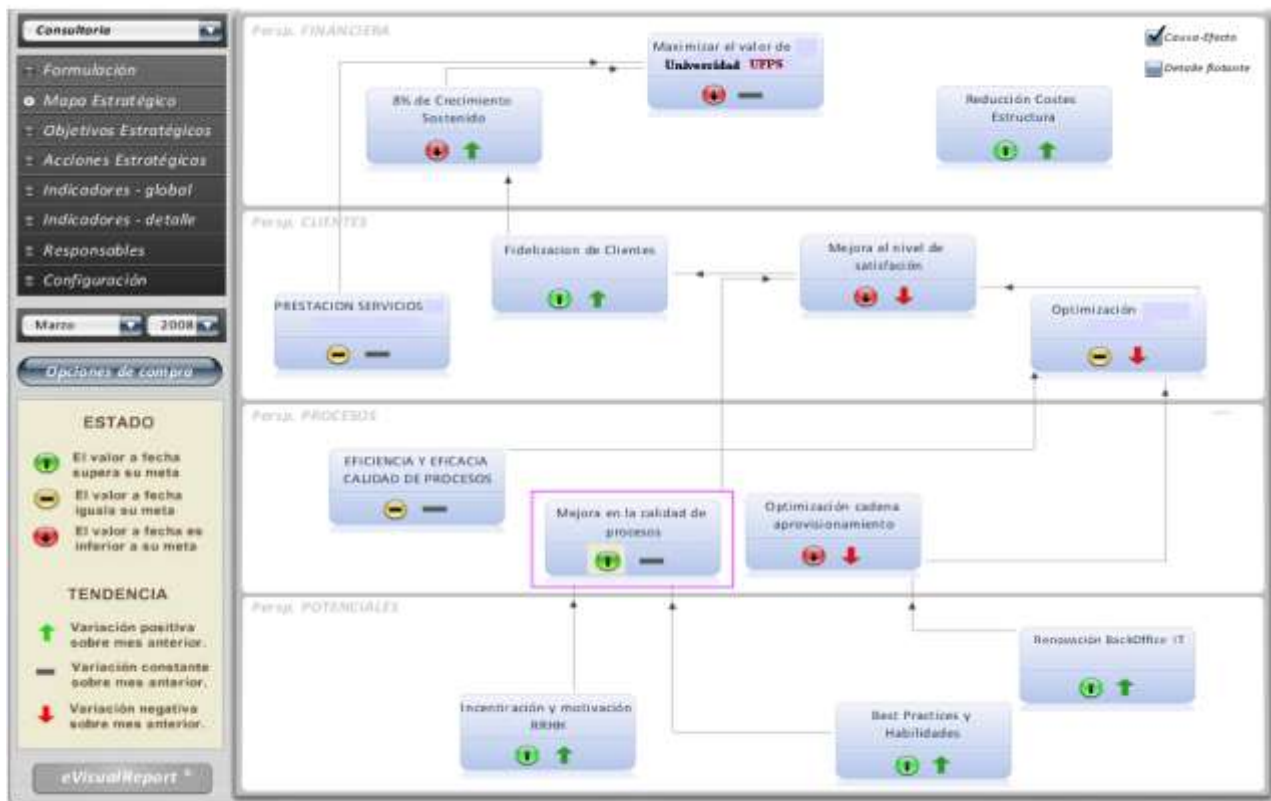 Consultoria
Formulación
Mapa Estratégico
Objetivos Estratégicos
Acciones Estratégicas
Indicadores - global
Indicadores - detalle
Responsables
Configuración
Marzo
2008
Opciones de compra
ESTADO
El valor a fecha
supera su meta
El valor a fecha
iguala su meta
El valor a fecha es
inferior a su meta
TENDENCIA
Variación positiva
sobre mes anterior.
Variación constante
sobre mes anterior.
Variación negativa
sobre mes anterior.
eVisualReport ®
Persp. FINANCIERA
Maximizar el valor de
Universidad UFPS
8% de Crecimiento
Sostenido
Reducción Costes
Estructura
Causa-Efecto
Detalle flotante
Persp. CLIENTES
Fidelizacion de Clientes
Mejora el nivel de
satisfacción
PRESTACION SERVICIOS
Optimización
Persp. PROCESOS
EFICIENCIA Y EFICACIA
CALIDAD DE PROCESOS
Mejora en la calidad de
procesos
Optimización cadena
aprovisionamiento
Persp. POTENCIALES
Renovación BackOffice IT
Incentiración y motivación
RRHH
Best Practices y
Habilidades